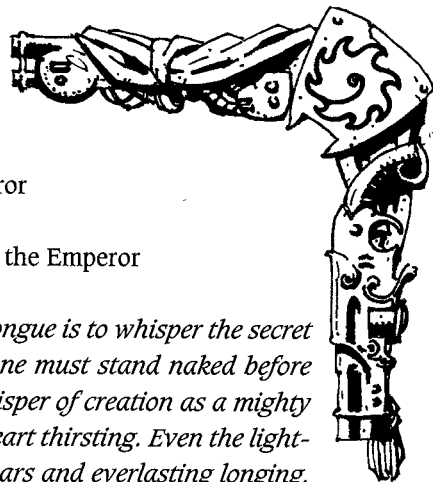 ror
the Emperor
ongue is to whisper the secret
ne must stand naked before
isper of creation as a mighty
eart thirsting. Even the light-
ars and everlasting longing.